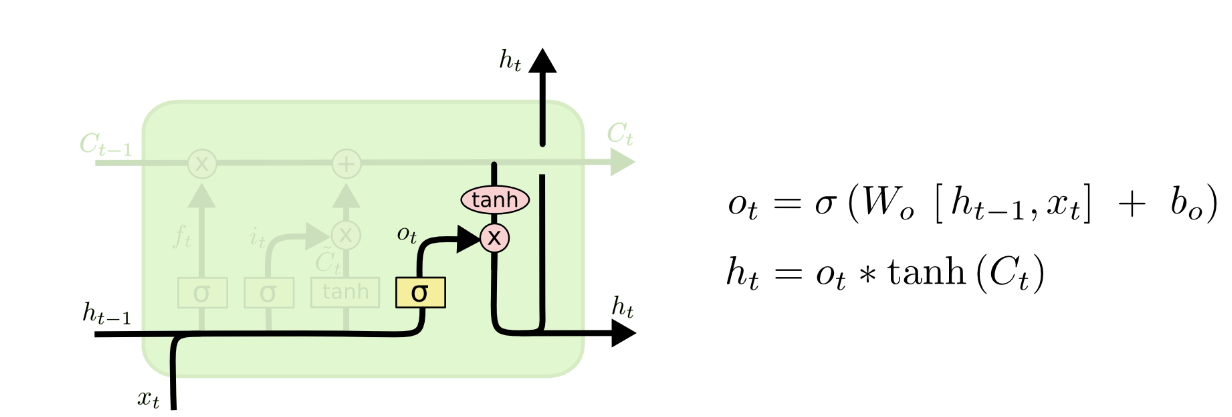 h_t
C_{t-1}
C_t
x
+
tanh
f_t
i_t
x
o_t
x
\tilde{C}_t
σ
σ
tanh
σ
h_{t-1}
h_t
x_t
o_t = σ (W_o [ h_{t-1}, x_t ] + b_o)
h_t = o_t * tanh (C_t)